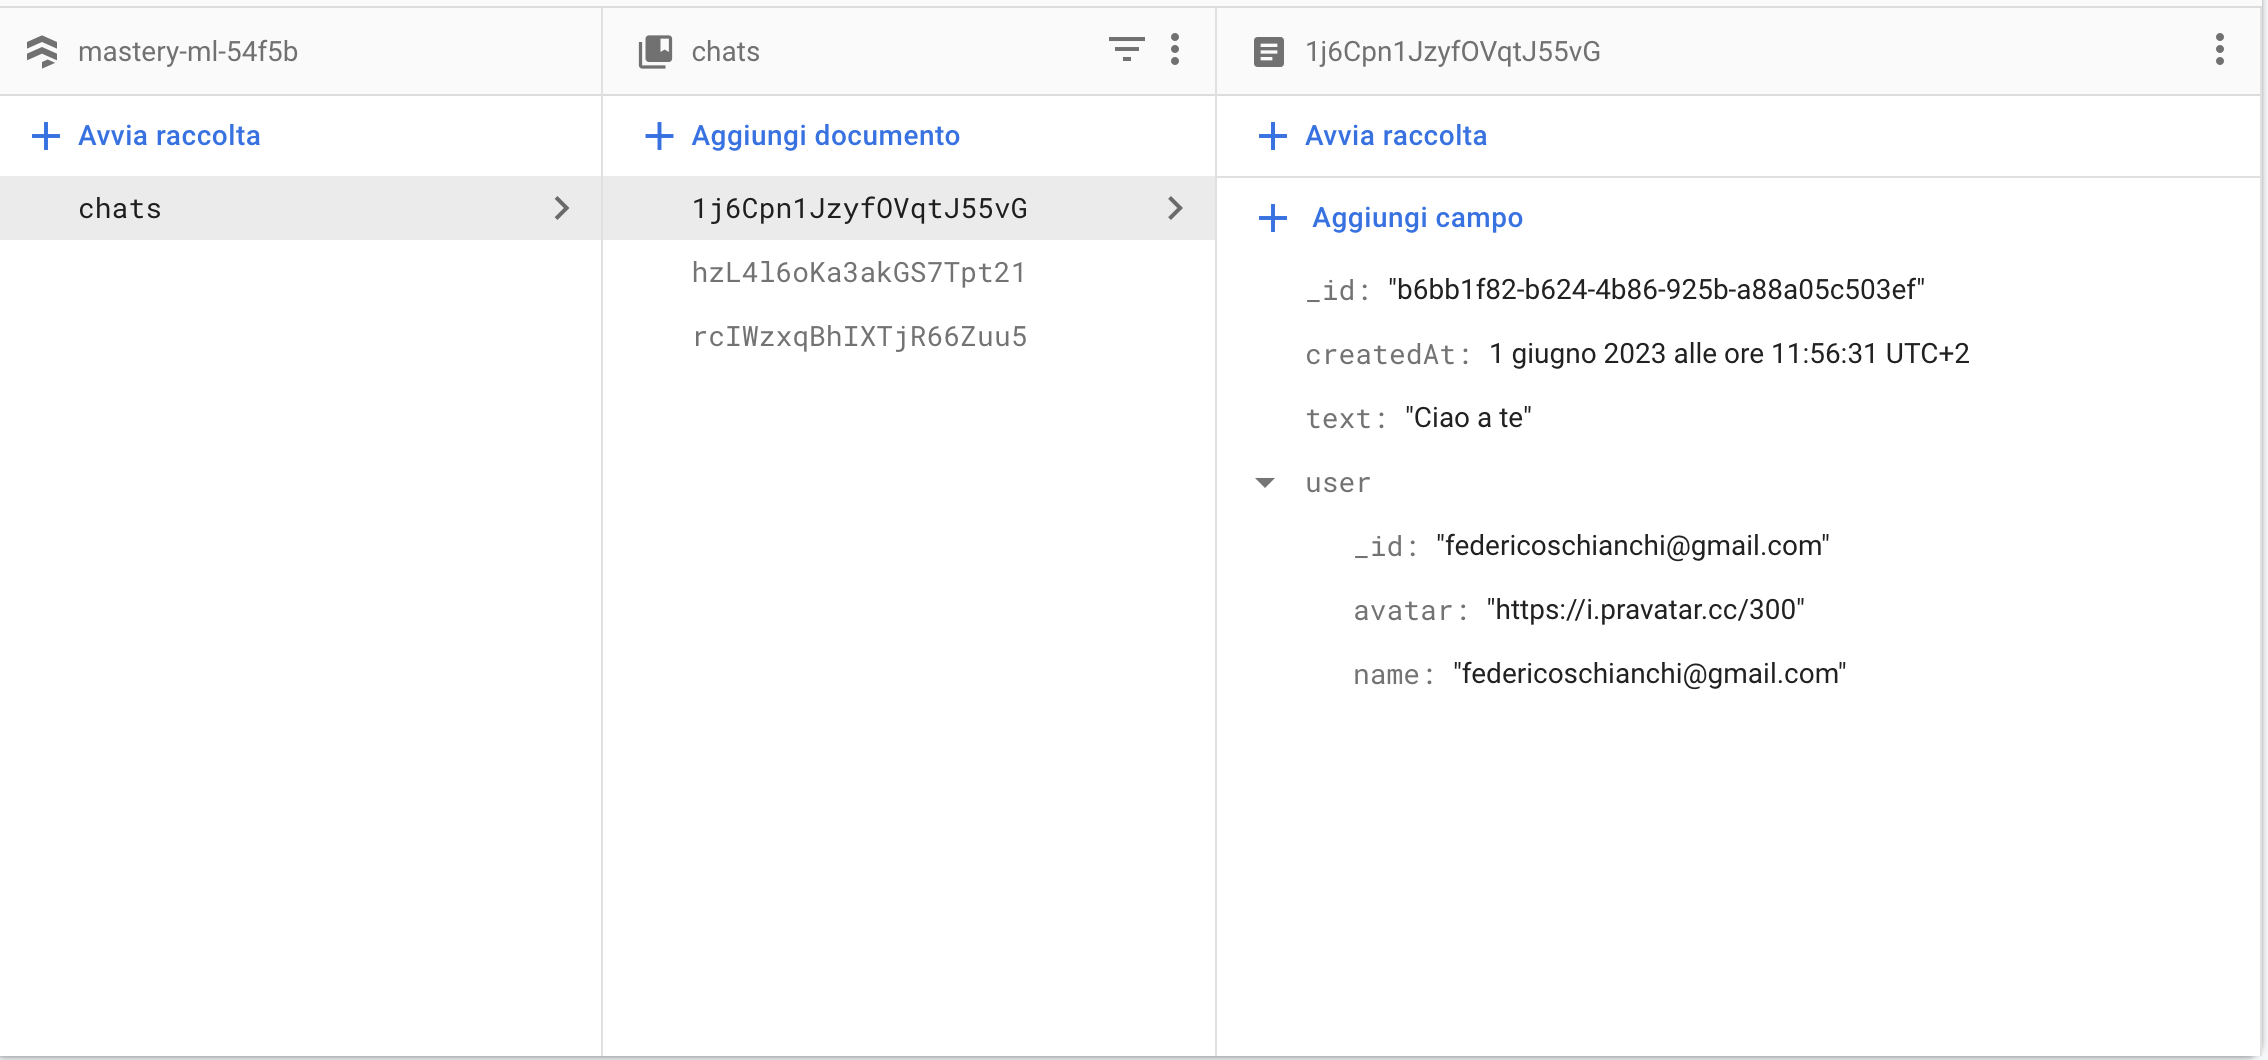 mastery-ml-54f5b
Avvia raccolta
chats
chats
Aggiungi documento
1j6Cpn1JzyfOVqtJ55vG
hzL4l6oKa3akGS7Tpt21
rcIWzxqBhIXTjR66Zuu5
1j6Cpn1JzyfOVqtJ55vG
Avvia raccolta
Aggiungi campo
_id: "b6bb1f82-b624-4b86-925b-a88a05c503ef"
createdAt: 1 giugno 2023 alle ore 11:56:31 UTC+2
text: "Ciao a te"
user
_id: "federicoschianchi@gmail.com"
avatar: "https://i.pravatar.cc/300"
name: "federicoschianchi@gmail.com"